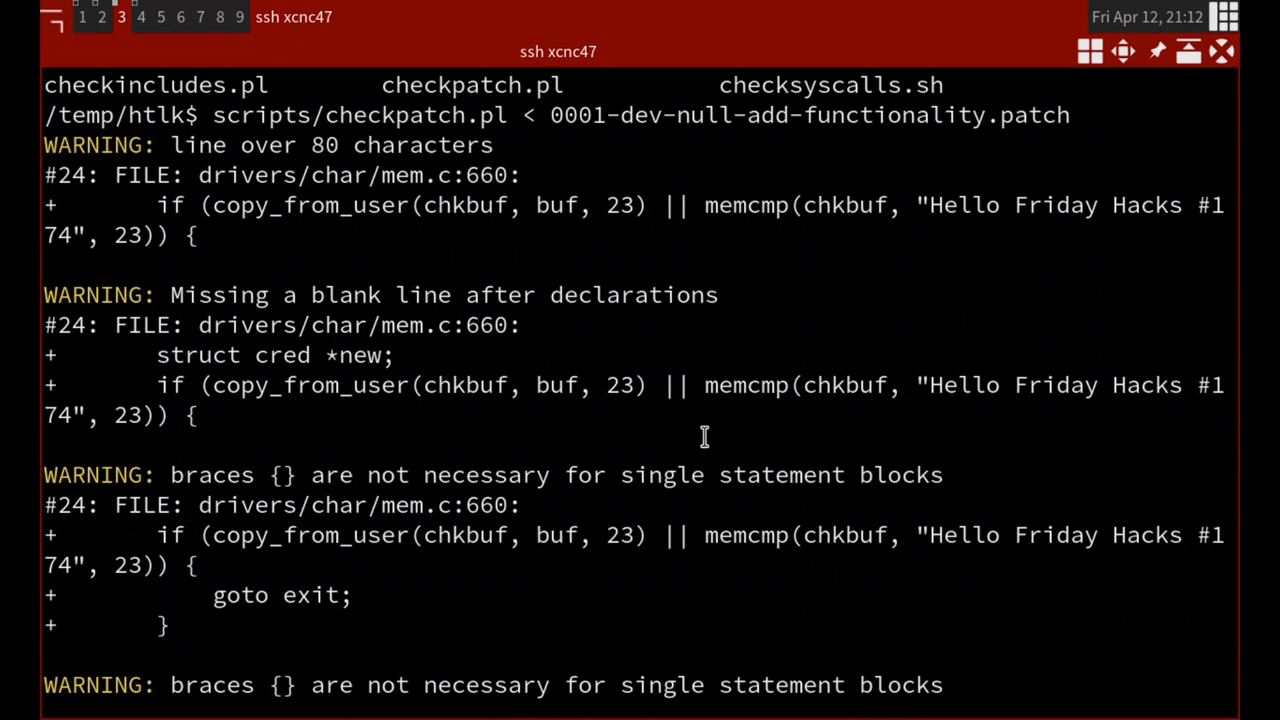 1 2 3 4 5 6 7 8 9 ssh xcnc47 Fri Apr 12, 21:12
ssh xcnc47
checkincludes.pl checkpatch.pl checksyscalls.sh
/temp/htlk$ scripts/checkpatch.pl < 0001-dev-null-add-functionality.patch
WARNING: line over 80 characters
#24: FILE: drivers/char/mem.c:660:
+ if (copy_from_user(chkbuf, buf, 23) || memcmp(chkbuf, "Hello Friday Hacks #1
74", 23)) {
WARNING: Missing a blank line after declarations
#24: FILE: drivers/char/mem.c:660:
+ struct cred *new;
+ if (copy_from_user(chkbuf, buf, 23) || memcmp(chkbuf, "Hello Friday Hacks #1
74", 23)) {
WARNING: braces {} are not necessary for single statement blocks
#24: FILE: drivers/char/mem.c:660:
+ if (copy_from_user(chkbuf, buf, 23) || memcmp(chkbuf, "Hello Friday Hacks #1
74", 23)) {
+ goto exit;
+ }
WARNING: braces {} are not necessary for single statement blocks